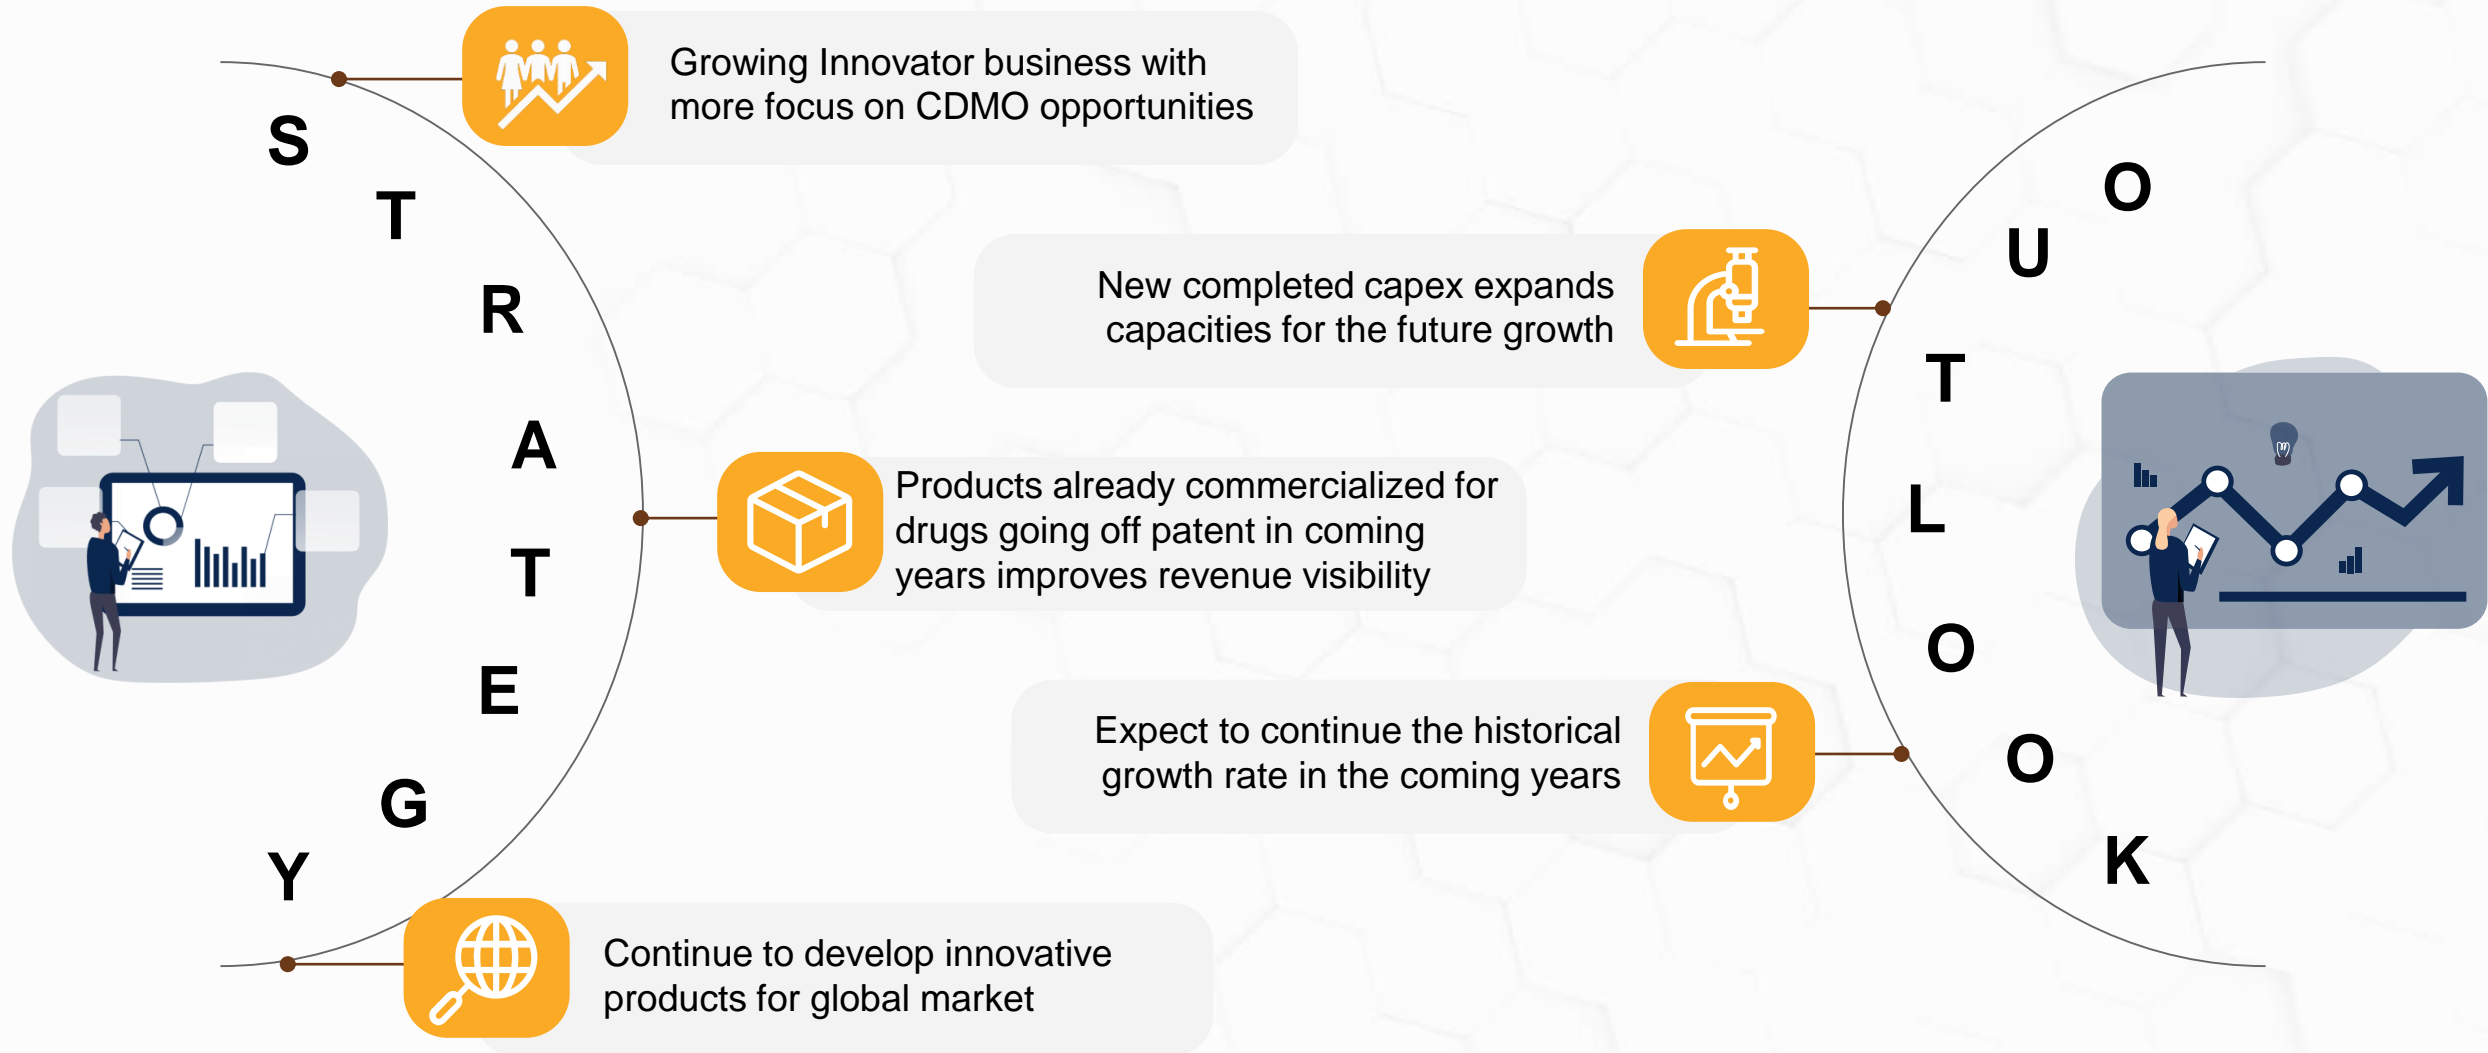 STRATEGY
Growing Innovator business with
more focus on CDMO opportunities
Products already commercialized for
drugs going off patent in coming
years improves revenue visibility
Continue to develop innovative
products for global market
OUTLOOK
New completed capex expands
capacities for the future growth
Expect to continue the historical
growth rate in the coming years